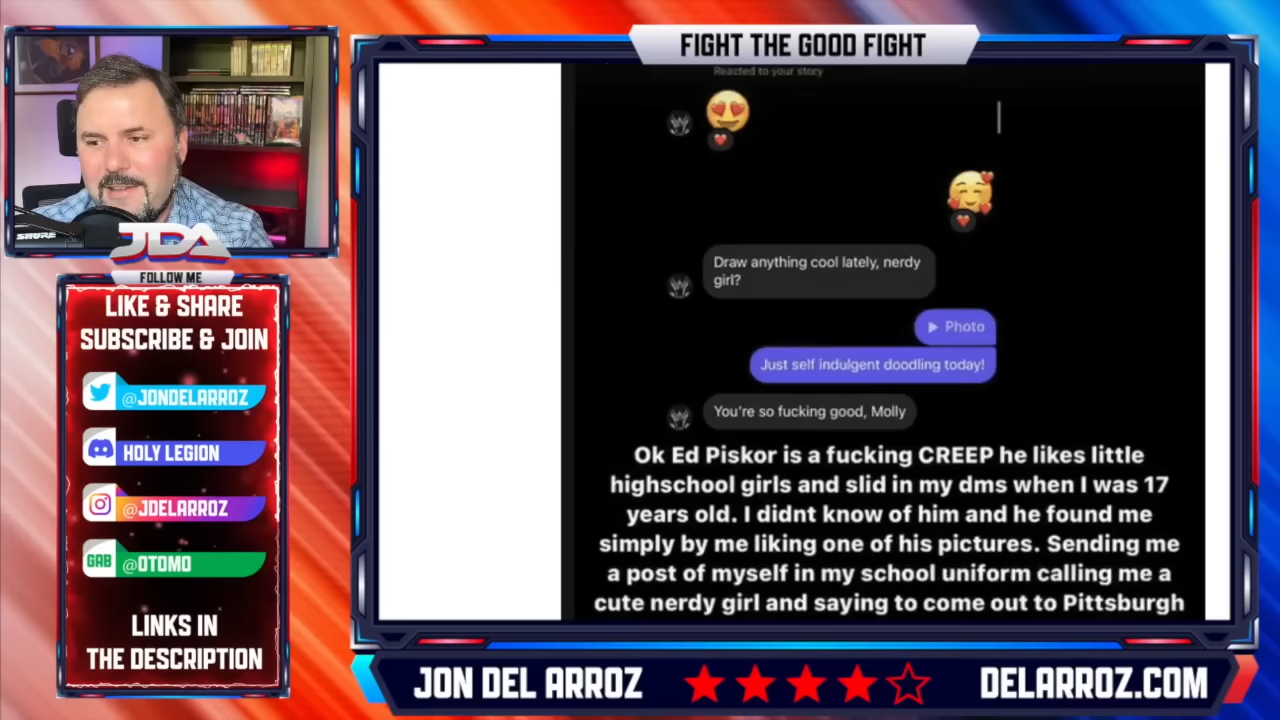 FIGHT THE GOOD FIGHT
Reacted to your story
Draw anything cool lately, nerdy
girl?
Photo
Just self indulgent doodling today!
You're so fucking good, Molly
Ok Ed Piskor is a fucking CREEP he likes little
highschool girls and slid in my dms when I was 17
years old. I didnt know of him and he found me
simply by me liking one of his pictures. Sending me
a post of myself in my school uniform calling me a
cute nerdy girl and saying to come out to Pittsburgh
SHURE
JDA
FOLLOW ME
LIKE & SHARE
SUBSCRIBE & JOIN
@JONDELARROZ
HOLY LEGION
@JDELARROZ
GAB
@OTOMO
LINKS IN
THE DESCRIPTION
JON DEL ARROZ
DELARROZ.COM